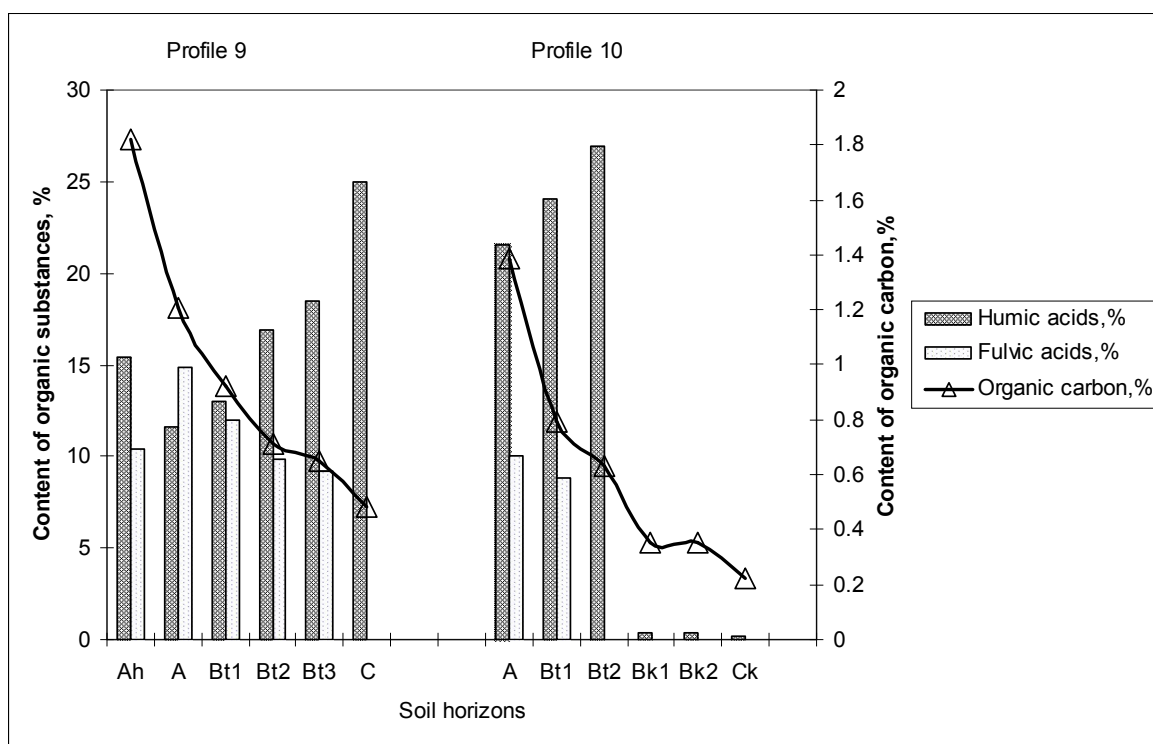 Profile 9 Profile 10
30 2
25 1.8
20 1.6
15 1.4
10 1.2
5 1
0 0.8
0.6
0.4
0.2
0
Content of organic substances, %
Content of organic carbon,%
Ah A Bt1 Bt2 Bt3 C A Bt1 Bt2 Bk1 Bk2 Ck
Soil horizons
Humic acids,%
Fulvic acids,%
Organic carbon,%